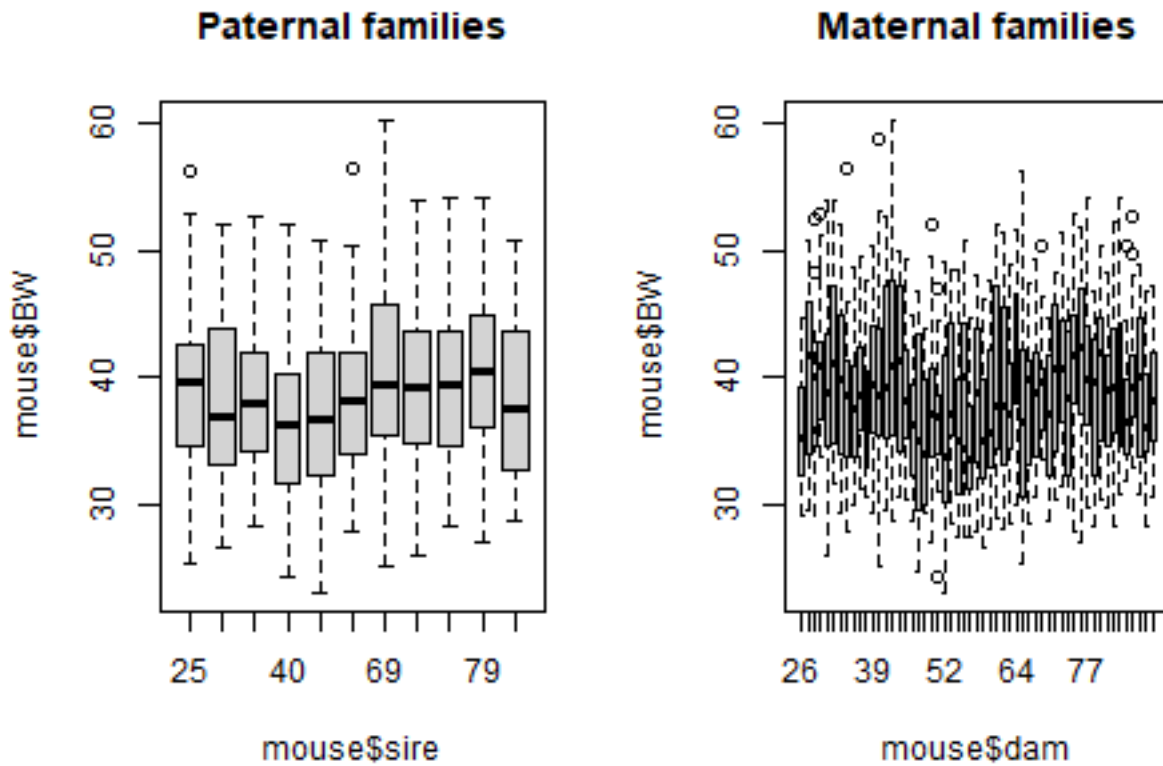 Paternal families
mouse$BW
60
50
40
30
25 40 69 79
mouse$sire
Maternal families
mouse$BW
60
50
40
30
26 39 52 64 77
mouse$dam